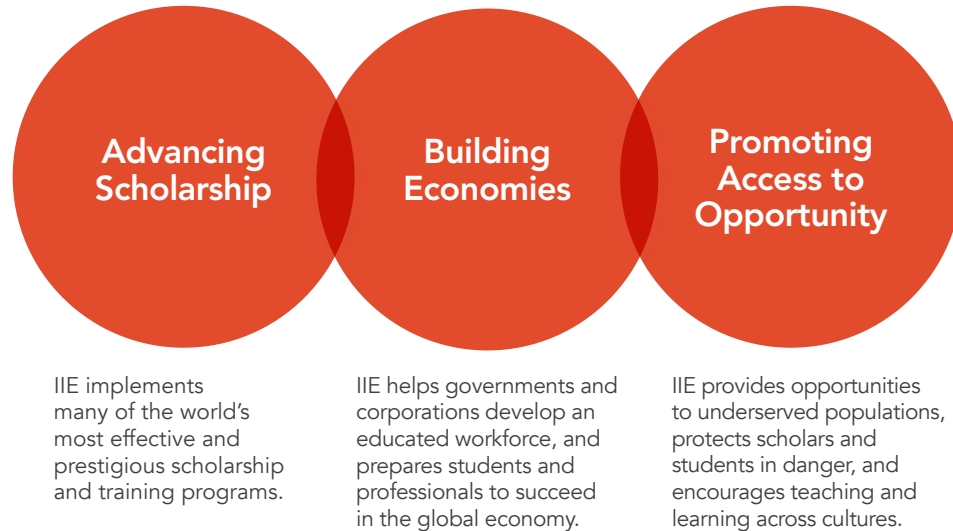 Advancing
Scholarship
Building
Economies
Promoting
Access to
Opportunity
IIE implements
many of the world's
most effective and
prestigious scholarship
and training programs.
IIE helps governments and
corporations develop an
educated workforce, and
prepares students and
professionals to succeed
in the global economy.
IIE provides opportunities
to underserved populations,
protects scholars and
students in danger, and
encourages teaching and
learning across cultures.